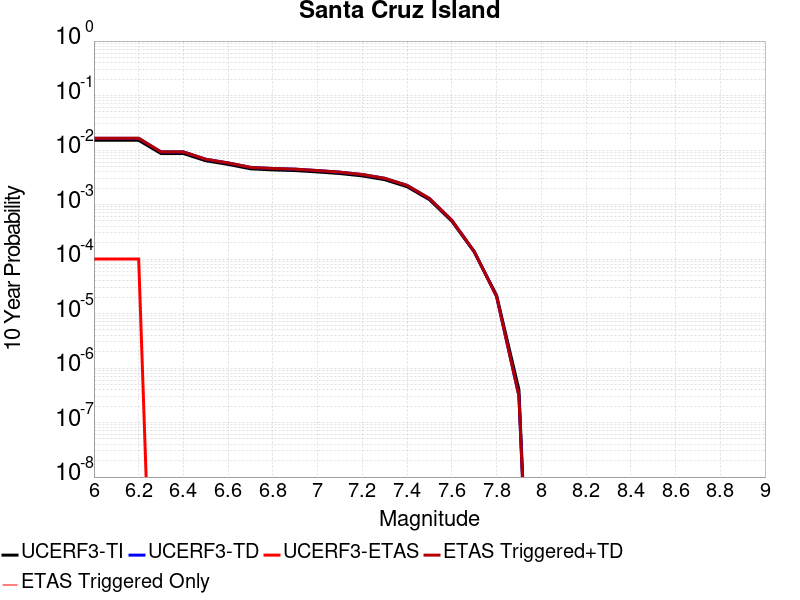 Santa Cruz Island
10 Year Probability
10^0
10^-1
10^-2
10^-3
10^-4
10^-5
10^-6
10^-7
10^-8
6 6.2 6.4 6.6 6.8 7 7.2 7.4 7.6 7.8 8 8.2 8.4 8.6 8.8 9
Magnitude
UCERF3-TI UCERF3-TD UCERF3-ETAS ETAS Triggered+TD
ETAS Triggered Only